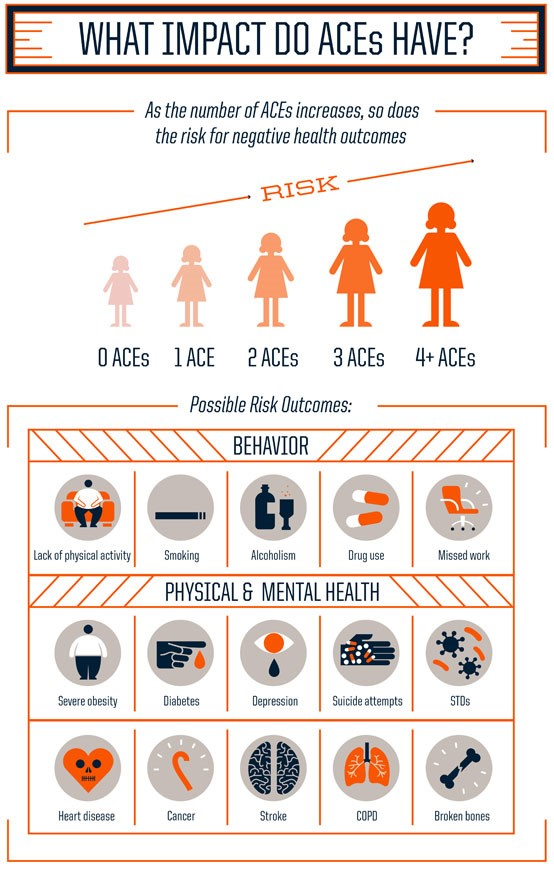 WHAT IMPACT DO ACEs HAVE?
As the number of ACEs increases, so does
the risk for negative health outcomes
RISK
0 ACEs 1 ACE 2 ACEs 3 ACEs 4+ ACEs
Possible Risk Outcomes:
BEHAVIOR
Lack of physical activity Smoking Alcoholism Drug use Missed work
PHYSICAL & MENTAL HEALTH
Severe obesity Diabetes Depression Suicide attempts STDs
Heart disease Cancer Stroke COPD Broken bones